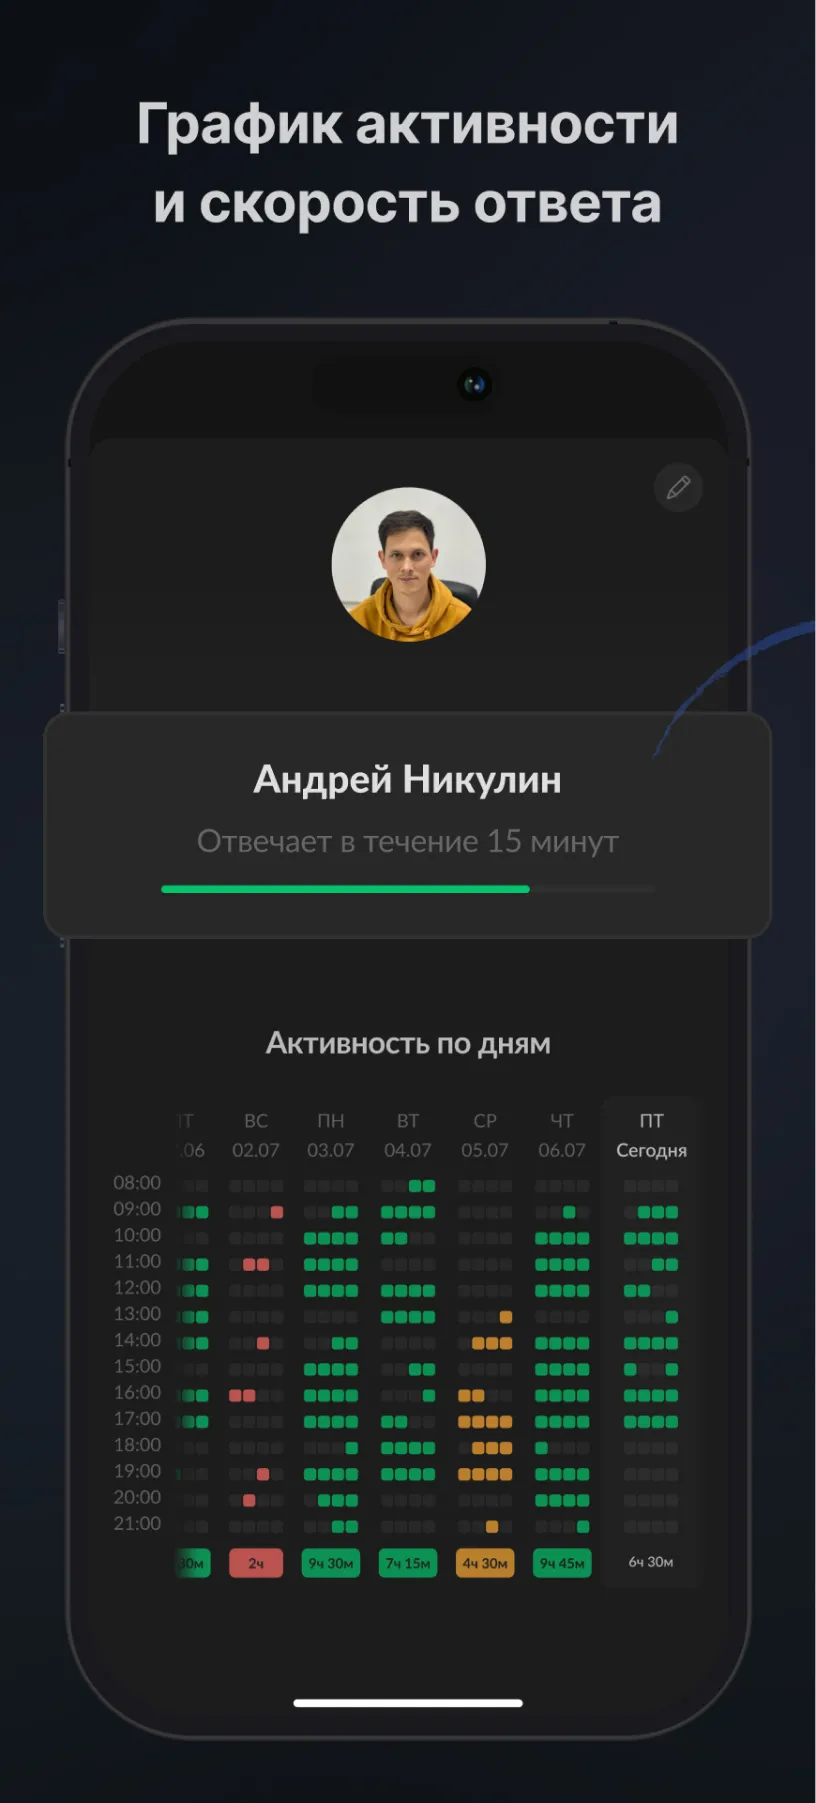 График активности
и скорость ответа
Андрей Никулин
Отвечает в течение 15 минут
Активность по дням
ВС ПН ВТ СР ЧТ ПТ
.06 02.07 03.07 04.07 05.07 06.07 Сегодня
08:00
09:00
10:00
11:00
12:00
13:00
14:00
15:00
16:00
17:00
18:00
19:00
20:00
21:00
30м 2ч 9ч 30м 7ч 15м 4ч 30м 9ч 45м 6ч 30м